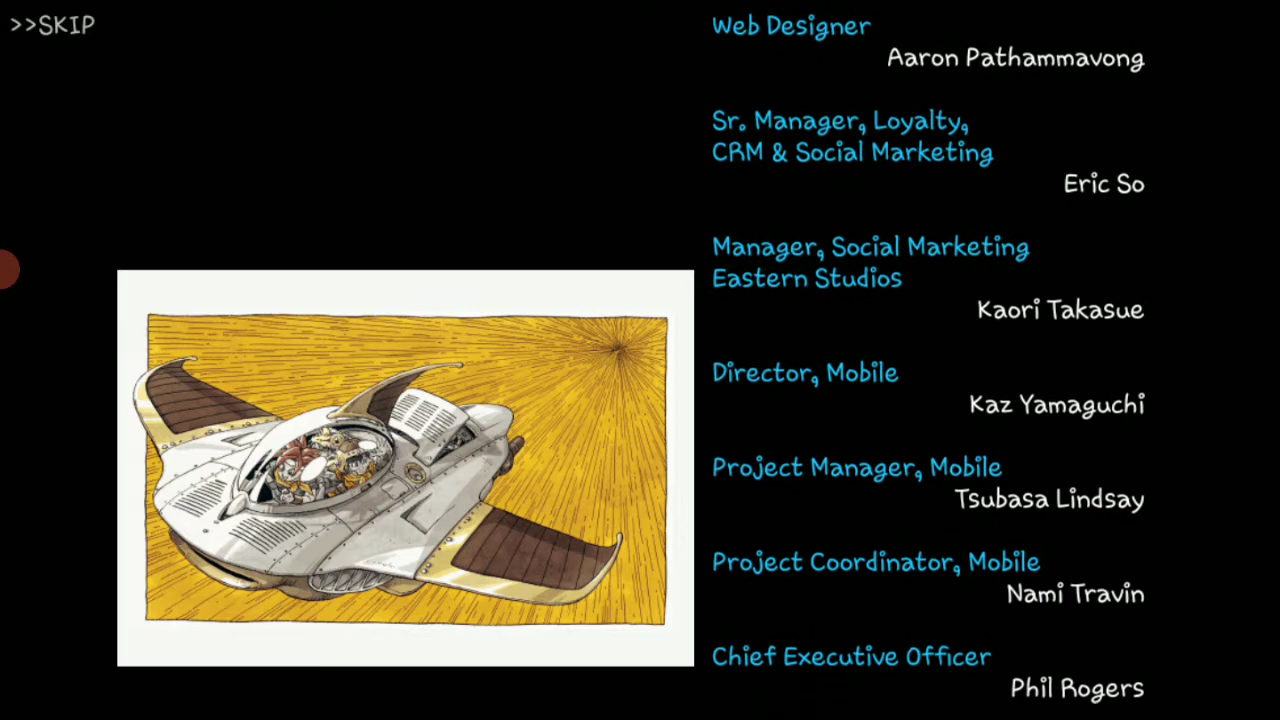 >>SKIP
Web Designer
Aaron Pathammavong
Sr. Manager, Loyalty,
CRM & Social Marketing
Eric So
Manager, Social Marketing
Eastern Studios
Kaori Takasue
Director, Mobile
Kaz Yamaguchi
Project Manager, Mobile
Tsubasa Lindsay
Project Coordinator, Mobile
Nami Travin
Chief Executive Officer
Phil Rogers